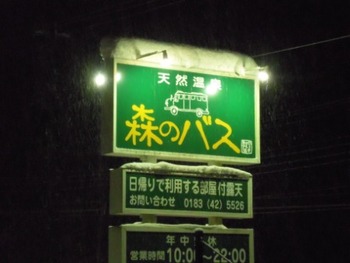 天然温泉
森のバス
日帰りで利用する部屋付露天
お問い合わせ 0183 (42) 5526
年中無休
営業時間 10:00~22:00